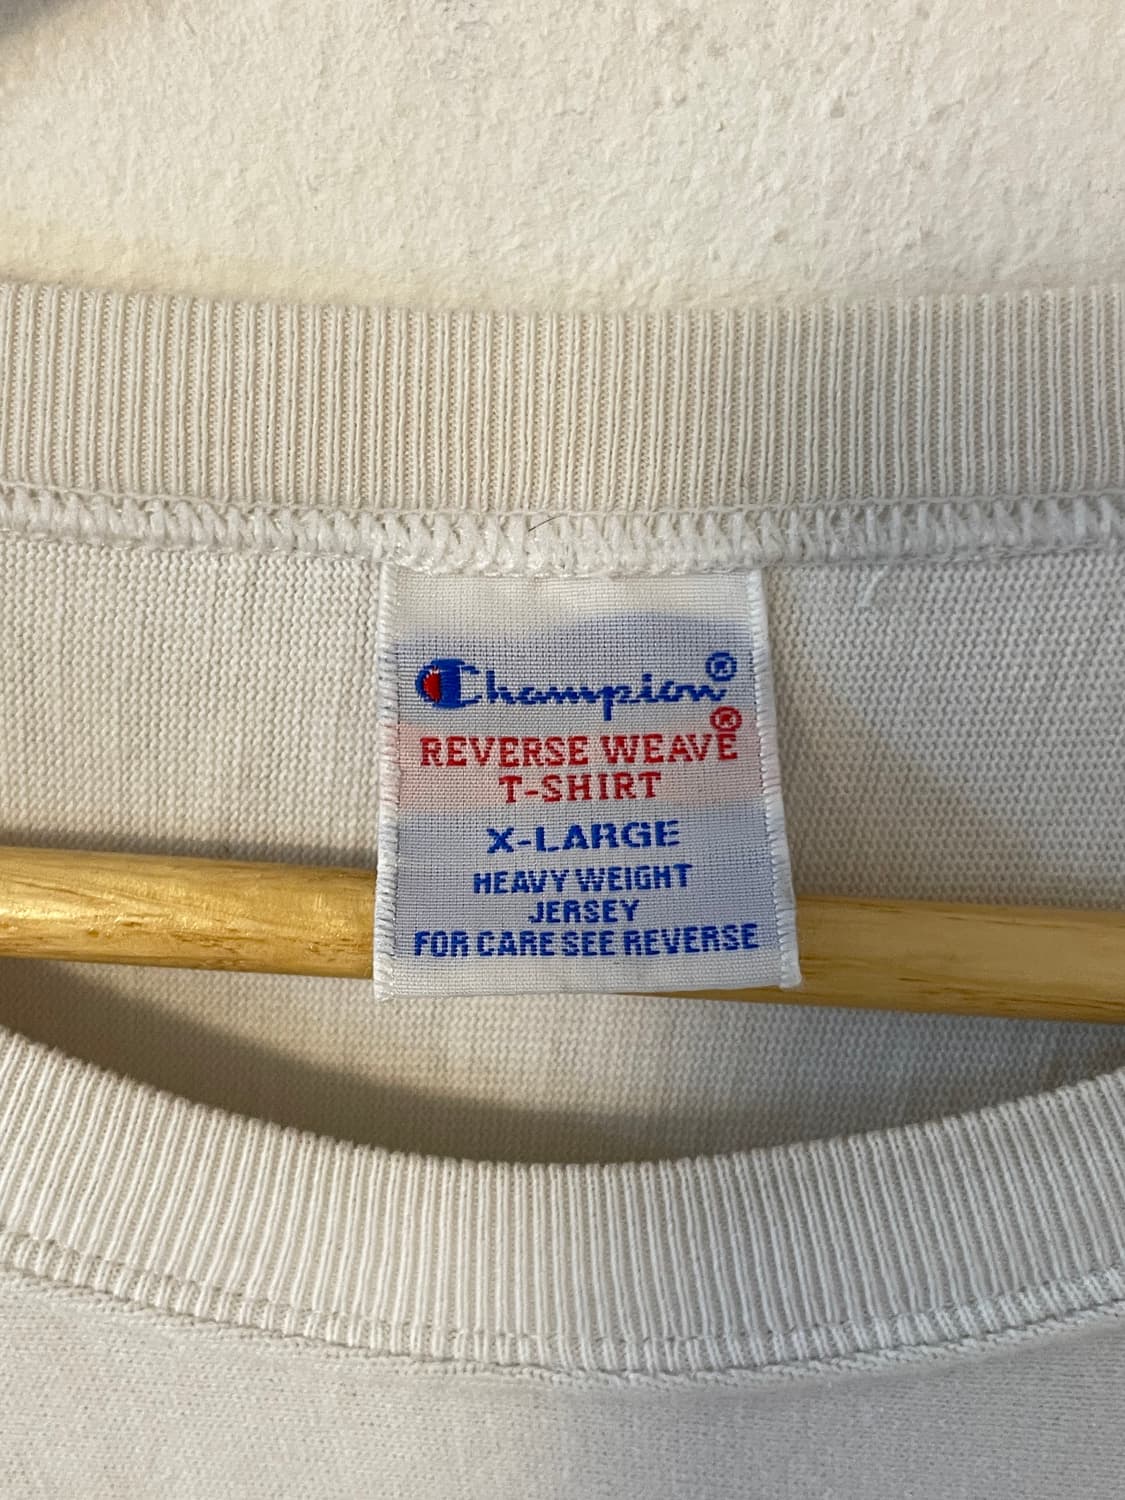 Champion®
REVERSE WEAVE®
T-SHIRT
X-LARGE
HEAVY WEIGHT
JERSEY
FOR CARE SEE REVERSE